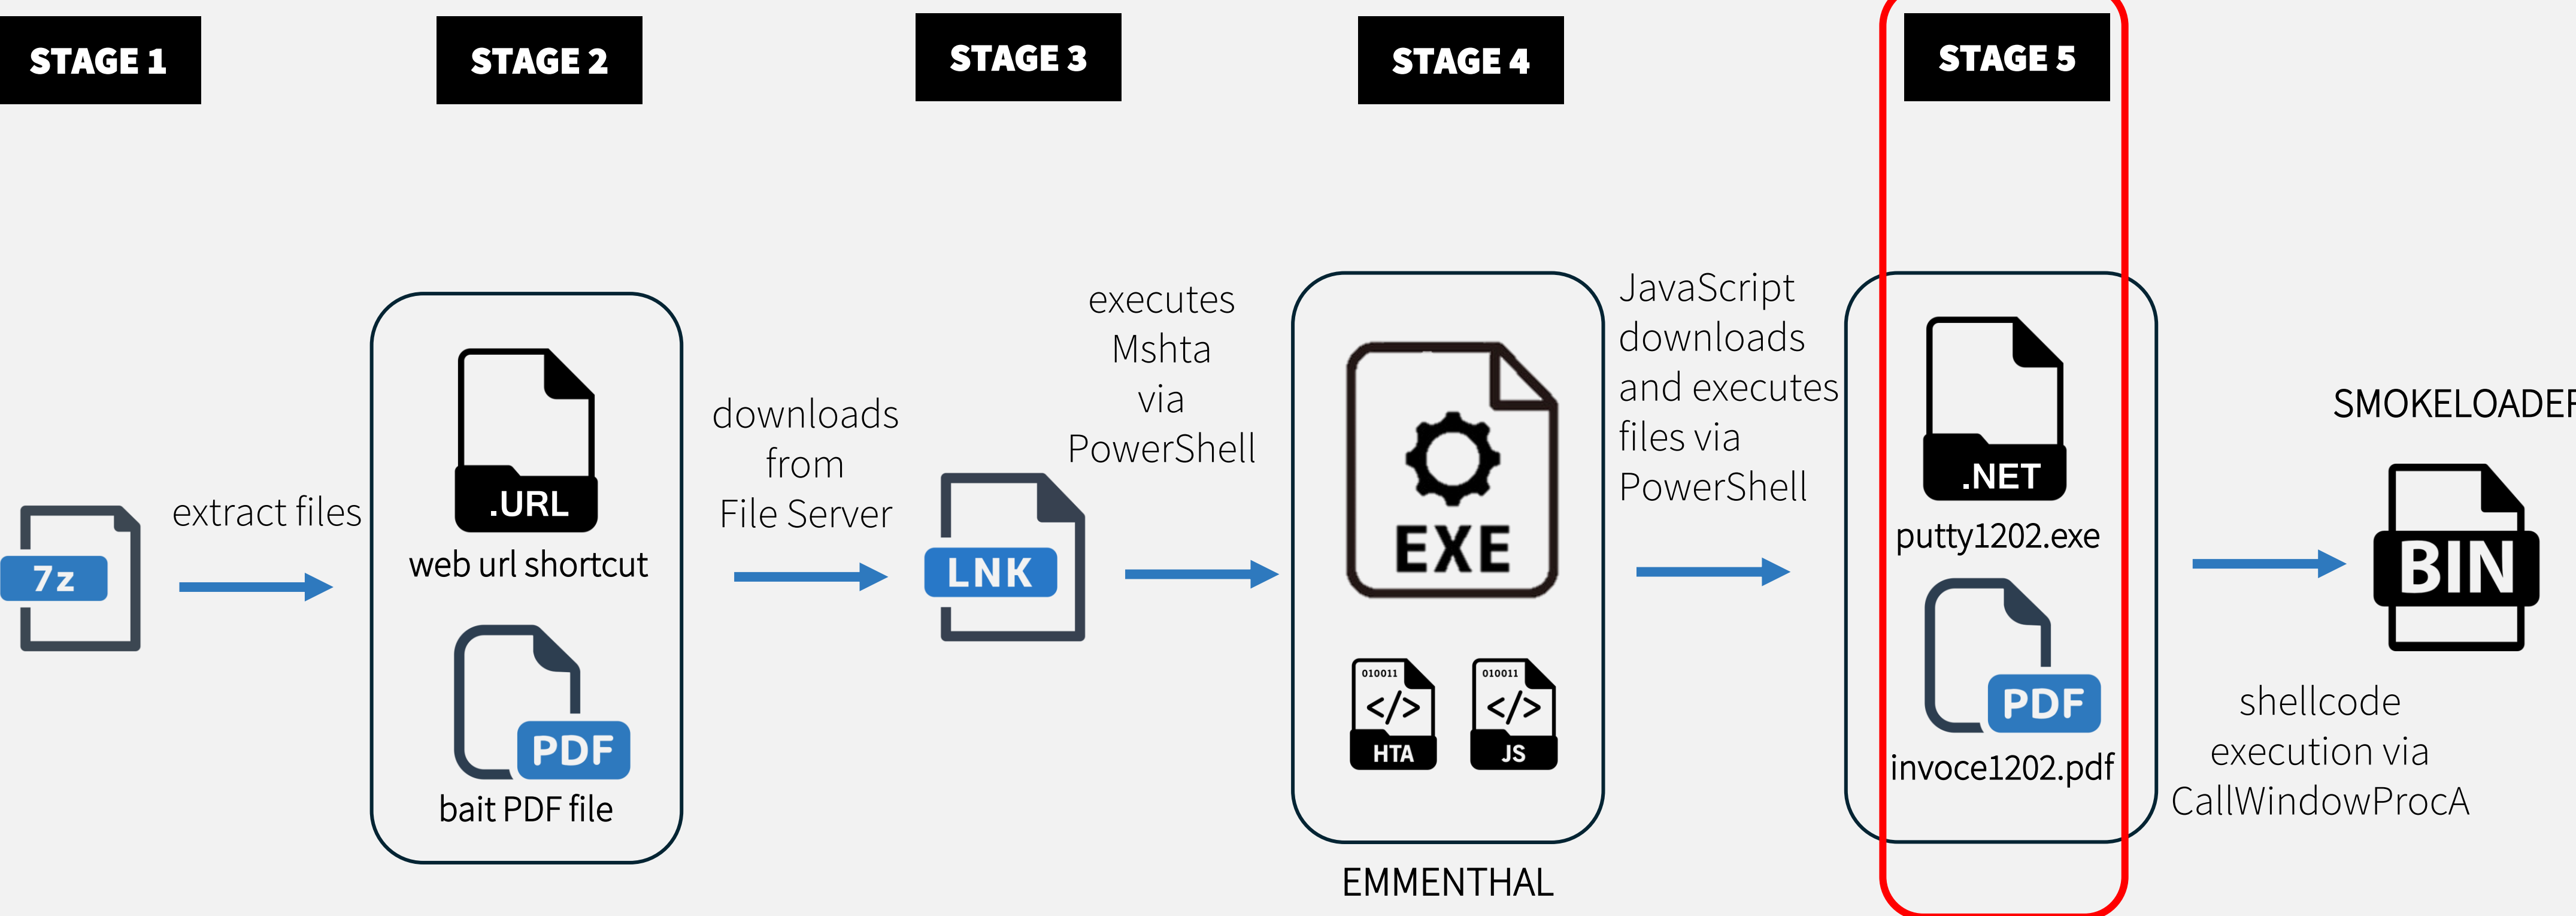 STAGE 1
STAGE 2
STAGE 3
STAGE 4
STAGE 5
7z
extract files
.URL
web url shortcut
PDF
bait PDF file
downloads
from
File Server
LNK
executes
Mshta
via
PowerShell
EXE
010011
</>
HTA
010011
</>
JS
EMMENTHAL
JavaScript
downloads
and executes
files via
PowerShell
.NET
putty1202.exe
PDF
invoce1202.pdf
shellcode
execution via
CallWindowProcA
SMOKELOADER
BIN